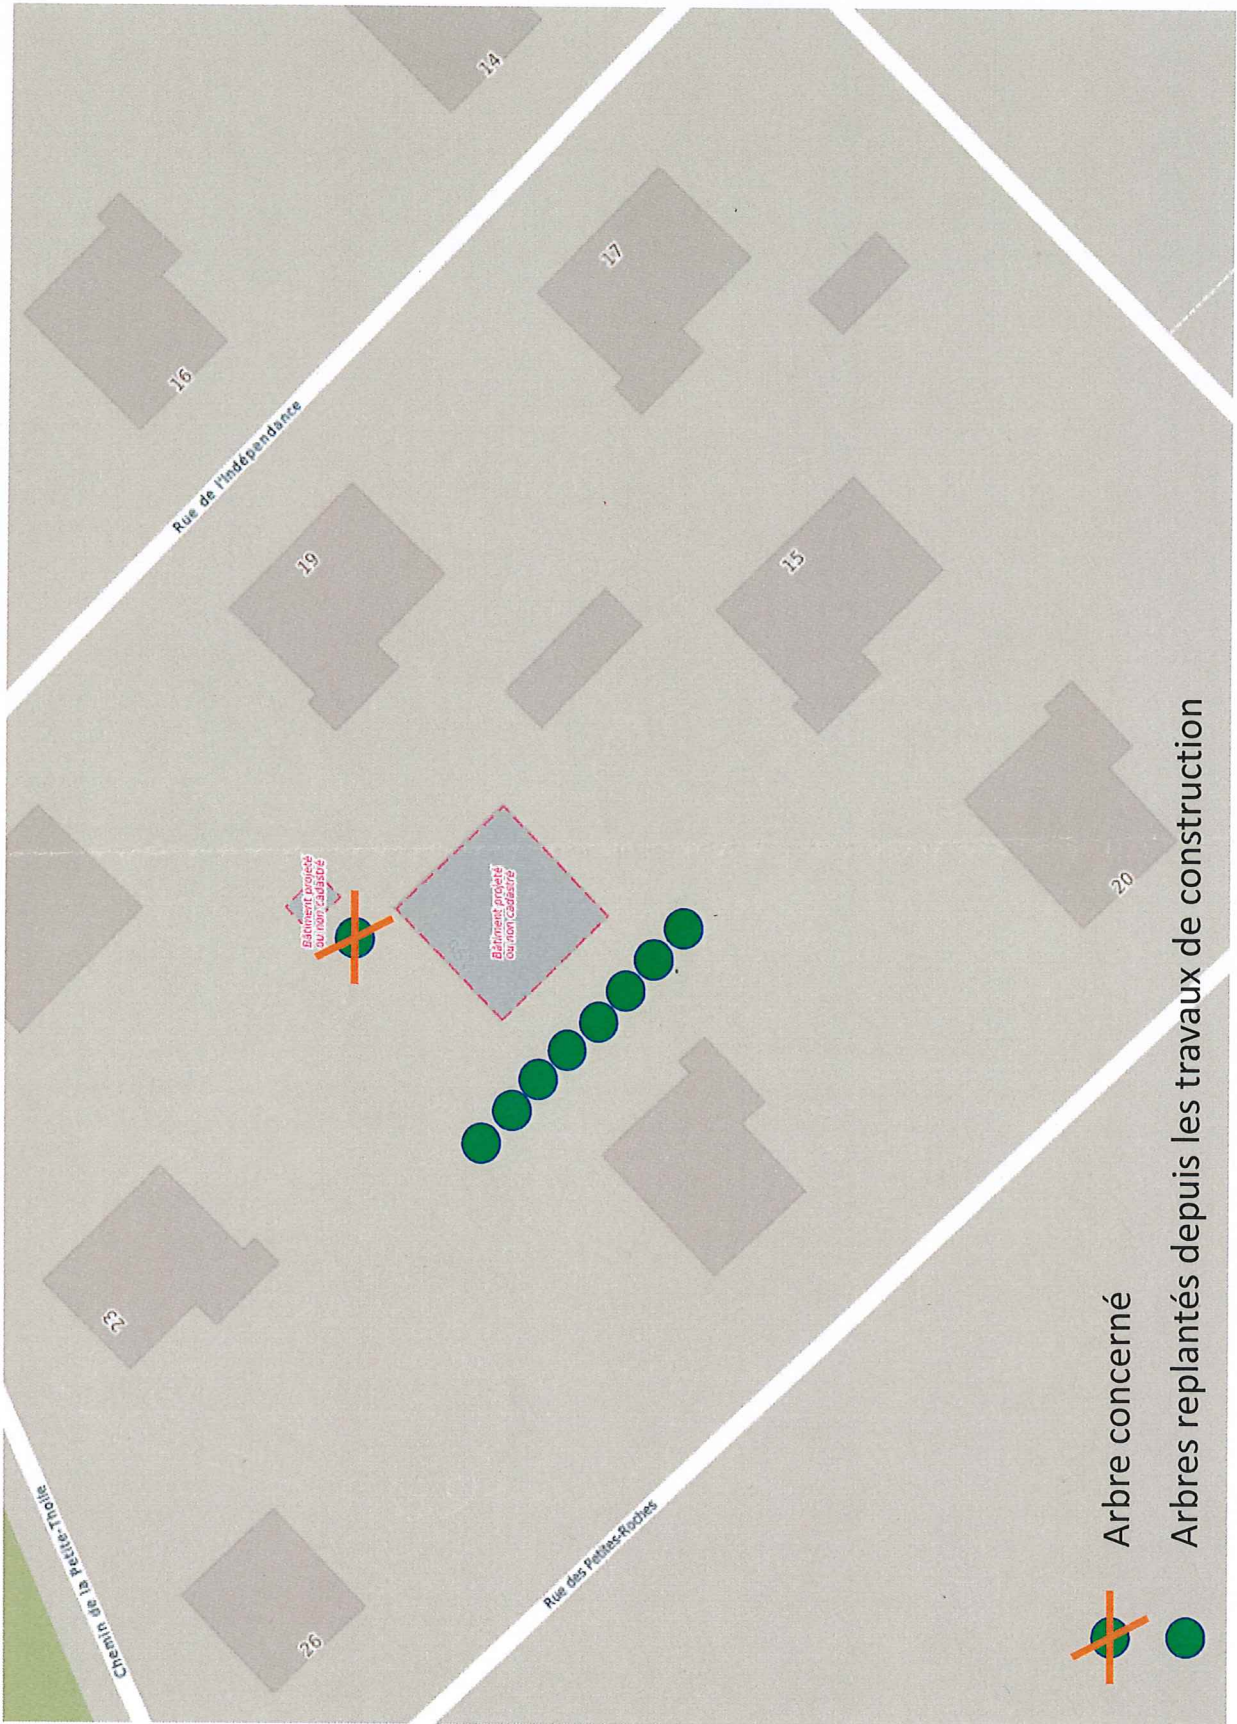 Chemin de la Petite-Tholle
23
16
14
Rue de l'Indépendance
19
17
Bâtiment projeté
ou non cadastré
Bâtiment projeté
ou non cadastré
26
15
Rue des Petites-Roches
20
Arbre concerné
Arbres replantés depuis les travaux de construction